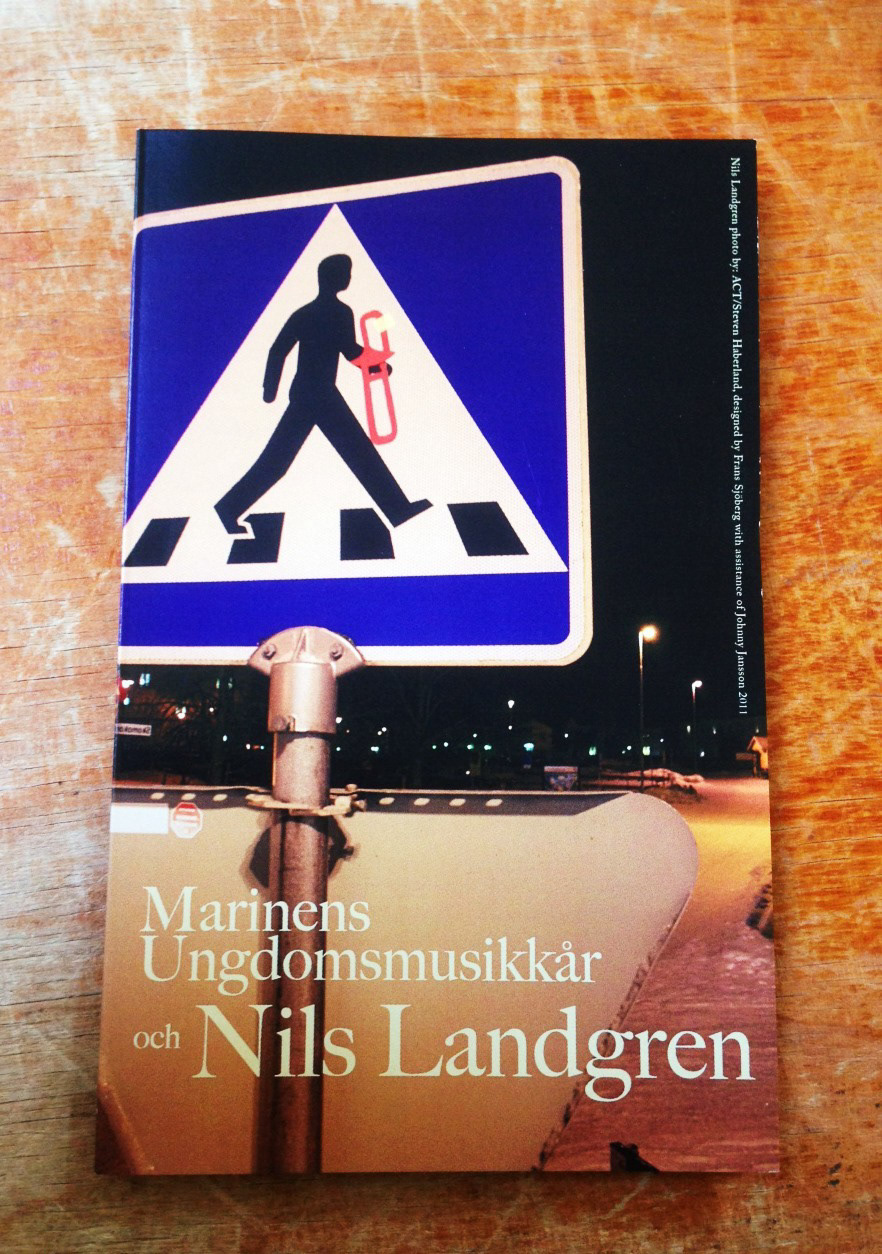 Nils Landgren photo by: ACT/Steven Haberland, designed by Frans Sjöberg with assistance of Johnny Jansson 2011
Marinens
Ungdomsmusikkår
och Nils Landgren